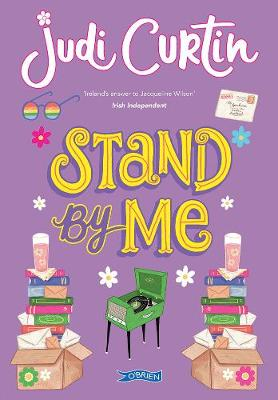 Judi Curtin
'Ireland's answer to Jacqueline Wilson'
Irish Independent
STAND
BY ME
O'BRIEN